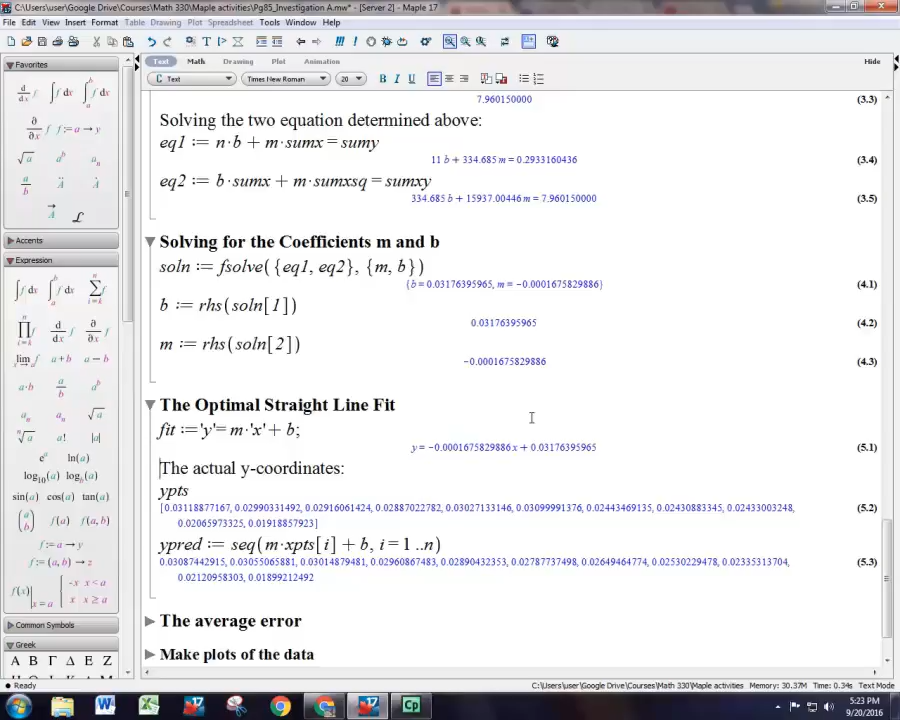 C:\Users\user\Google Drive\Courses\Math 330\Maple activities\Pg85_Investigation A.mw* - [Server 2] - Maple 17
File Edit View Insert Format Table Drawing Plot Spreadsheet Tools Window Help
Text Math Drawing Plot Animation Hide
C Text Times New Roman 20 B I U
Favorites
Accents
Expression
sin(a) cos(a) tan(a)
f(a) f(a, b)
Common Symbols
Greek
Α Β Γ Δ Ε Ζ
7.960150000 (3.3)
Solving the two equation determined above:
eq1 := n·b + m·sumx = sumy
11 b + 334.685 m = 0.2933160436 (3.4)
eq2 := b·sumx + m·sumxsq = sumxy
334.685 b + 15937.00446 m = 7.960150000 (3.5)
Solving for the Coefficients m and b
soln := fsolve({eq1, eq2}, {m, b})
{b = 0.03176395965, m = −0.0001675829886} (4.1)
b := rhs(soln[1])
0.03176395965 (4.2)
m := rhs(soln[2])
−0.0001675829886 (4.3)
The Optimal Straight Line Fit
fit :='y'= m·'x'+ b;
y = −0.0001675829886 x + 0.03176395965 (5.1)
The actual y-coordinates:
ypts
[0.03118877167, 0.02990331492, 0.02916061424, 0.02887022782, 0.03027133146, 0.03099991376, 0.02443469135, 0.02430883345, 0.02433003248, (5.2)
0.02065973325, 0.01918857923]
ypred := seq(m·xpts[i] + b, i = 1 ..n)
0.03087442915, 0.03055065881, 0.03014879481, 0.02960867483, 0.02890432353, 0.02787737498, 0.02649464774, 0.02530229478, 0.02335313704, (5.3)
0.02120958303, 0.01899212492
The average error
Make plots of the data
Ready C:\Users\user\Google Drive\Courses\Math 330\Maple activities Memory: 30.37M Time: 0.34s Text Mode
5:23 PM
9/20/2016